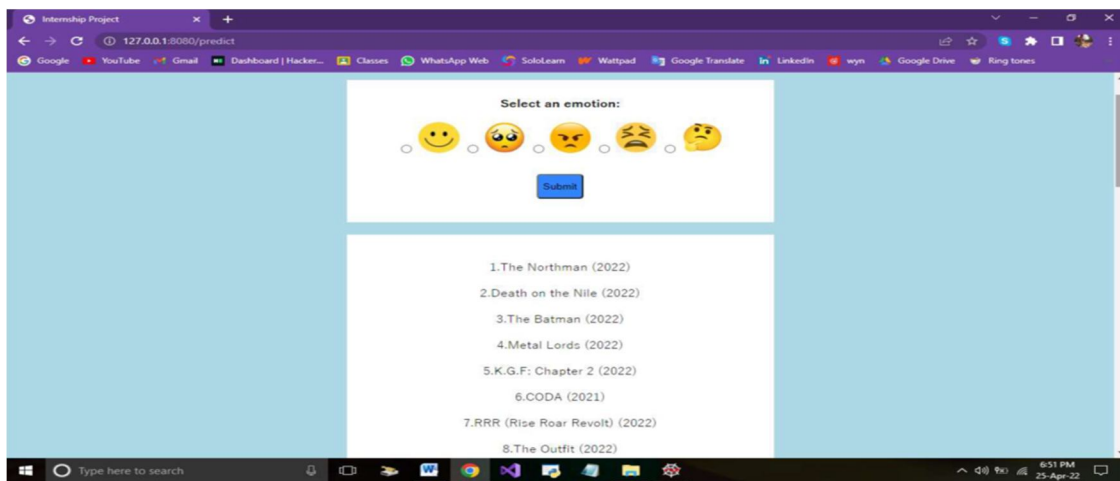 Internship Project
127.0.0.1:8080/predict
Google YouTube Gmail Dashboard | Hacker... Classes WhatsApp Web SoloLearn Wattpad Google Translate LinkedIn wyn Google Drive Ring tones
Select an emotion:
Submit
1.The Northman (2022)
2.Death on the Nile (2022)
3.The Batman (2022)
4.Metal Lords (2022)
5.K.G.F: Chapter 2 (2022)
6.CODA (2021)
7.RRR (Rise Roar Revolt) (2022)
8.The Outfit (2022)
Type here to search
6:51 PM
25-Apr-22